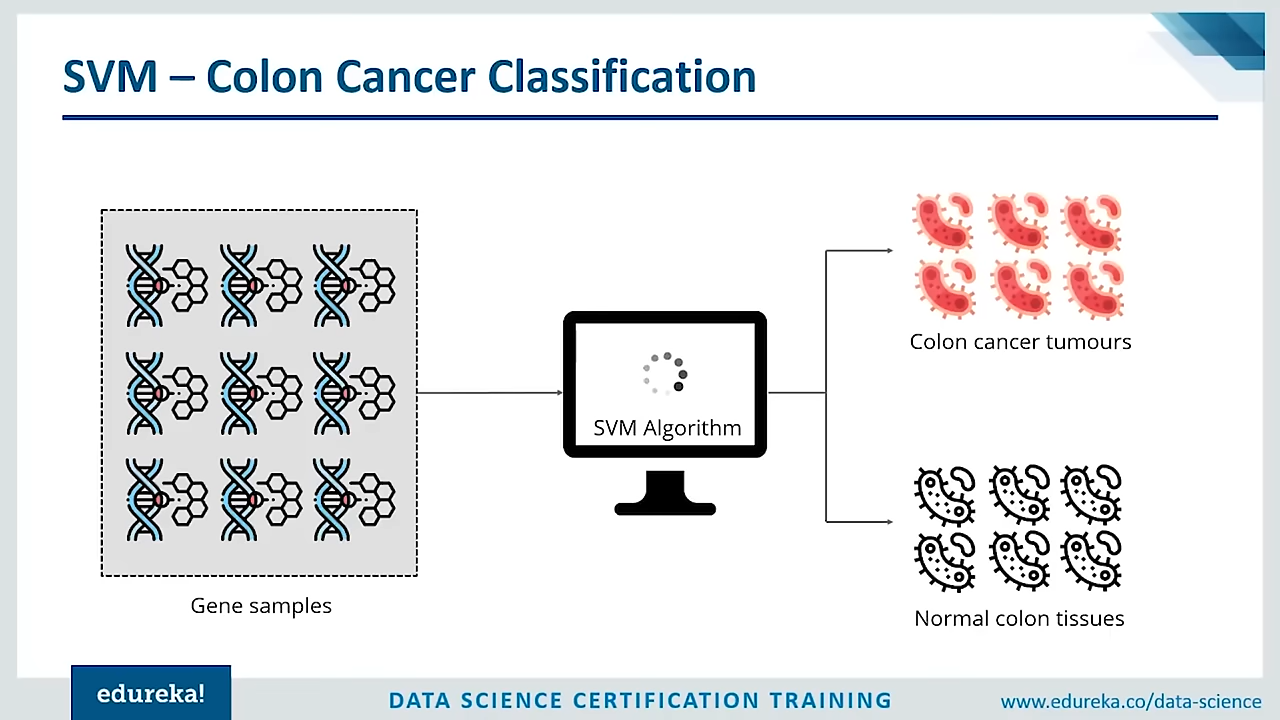 SVM – Colon Cancer Classification
Colon cancer tumours
SVM Algorithm
Gene samples
Normal colon tissues
edureka!
DATA SCIENCE CERTIFICATION TRAINING
www.edureka.co/data-science